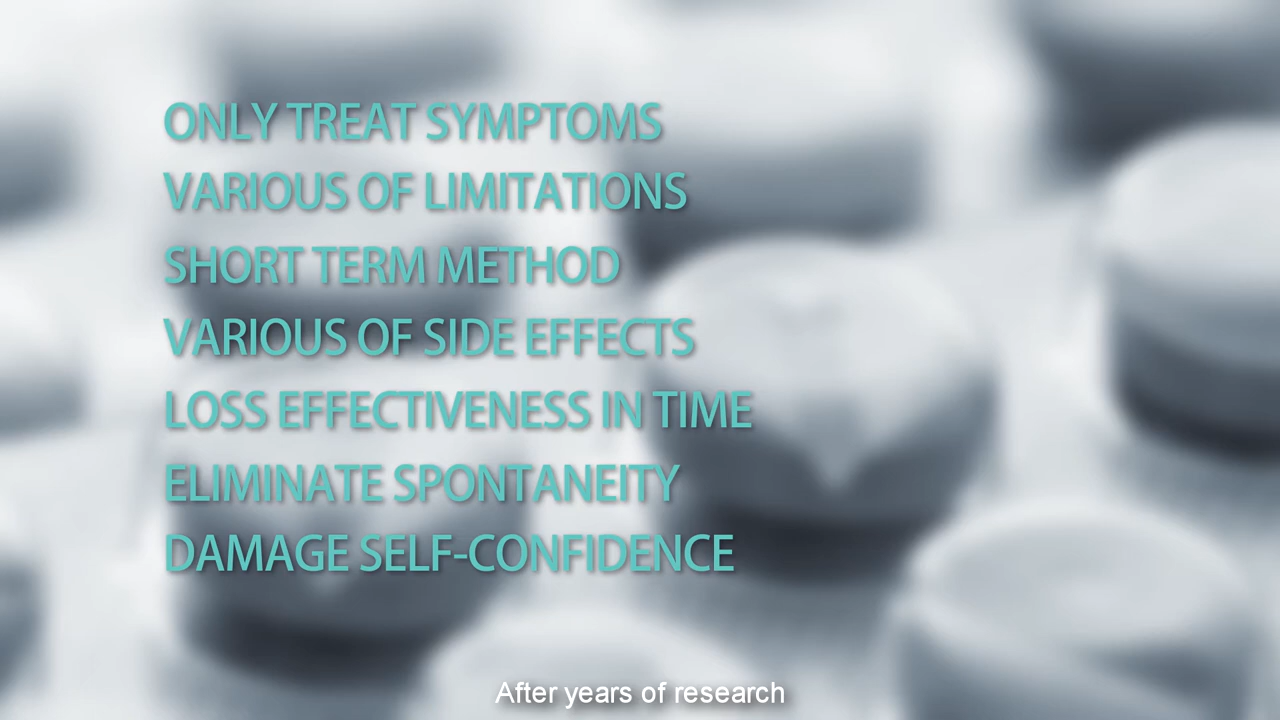 ONLY TREAT SYMPTOMS
VARIOUS OF LIMITATIONS
SHORT TERM METHOD
VARIOUS OF SIDE EFFECTS
LOSS EFFECTIVENESS IN TIME
ELIMINATE SPONTANEITY
DAMAGE SELF-CONFIDENCE
After years of research